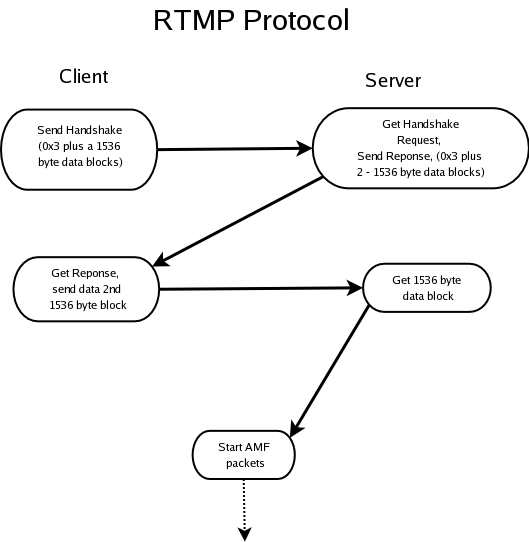 RTMP Protocol
Client
Server
Send Handshake
(0x3 plus a 1536
byte data blocks)
Get Handshake
Request,
Send Reponse, (0x3 plus
2 - 1536 byte data blocks)
Get Reponse,
send data 2nd
1536 byte block
Get 1536 byte
data block
Start AMF
packets